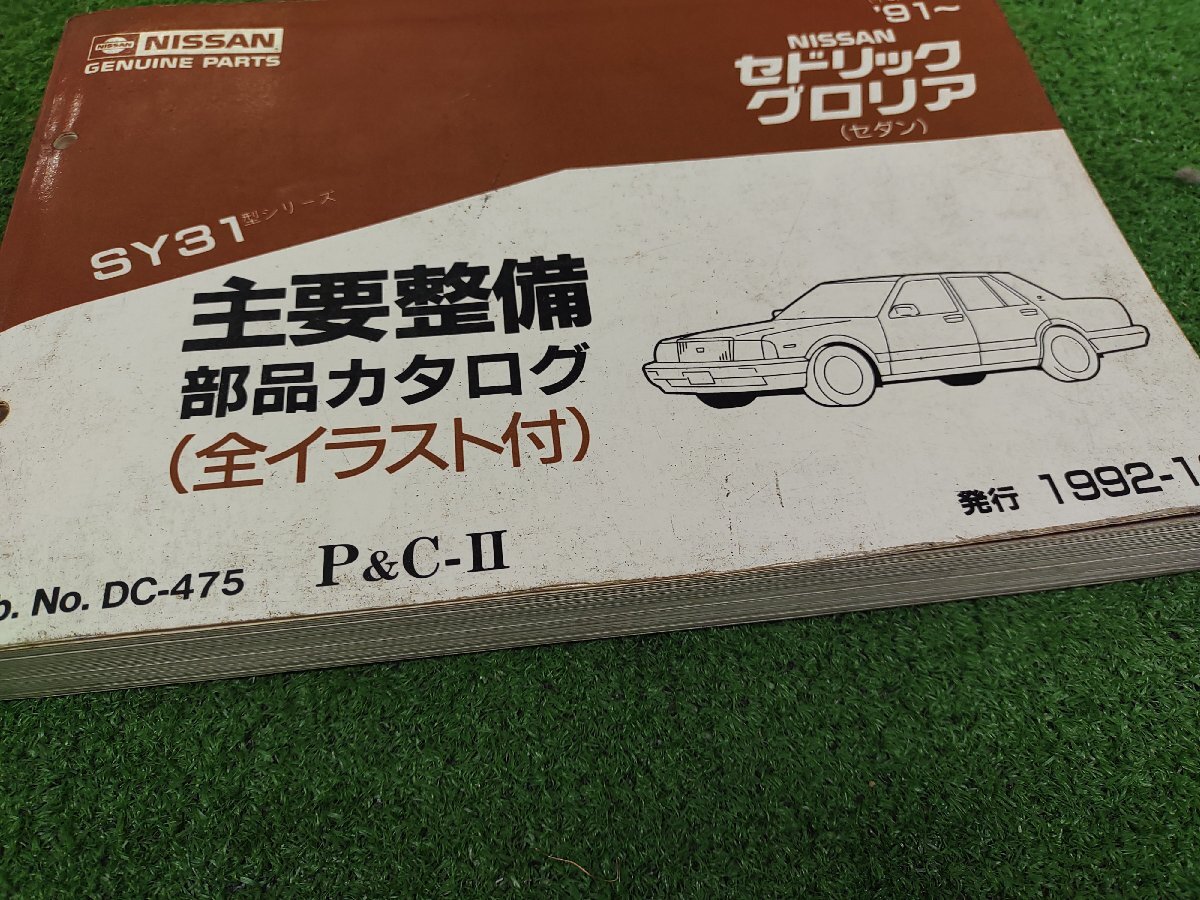 NISSAN NISSAN
GENUINE PARTS
'91~
NISSAN
セドリック
グロリア
(セダン)
SY31型シリーズ
主要整備
部品カタログ
(全イラスト付)
発行 1992-1
No. DC-475 P&C-II